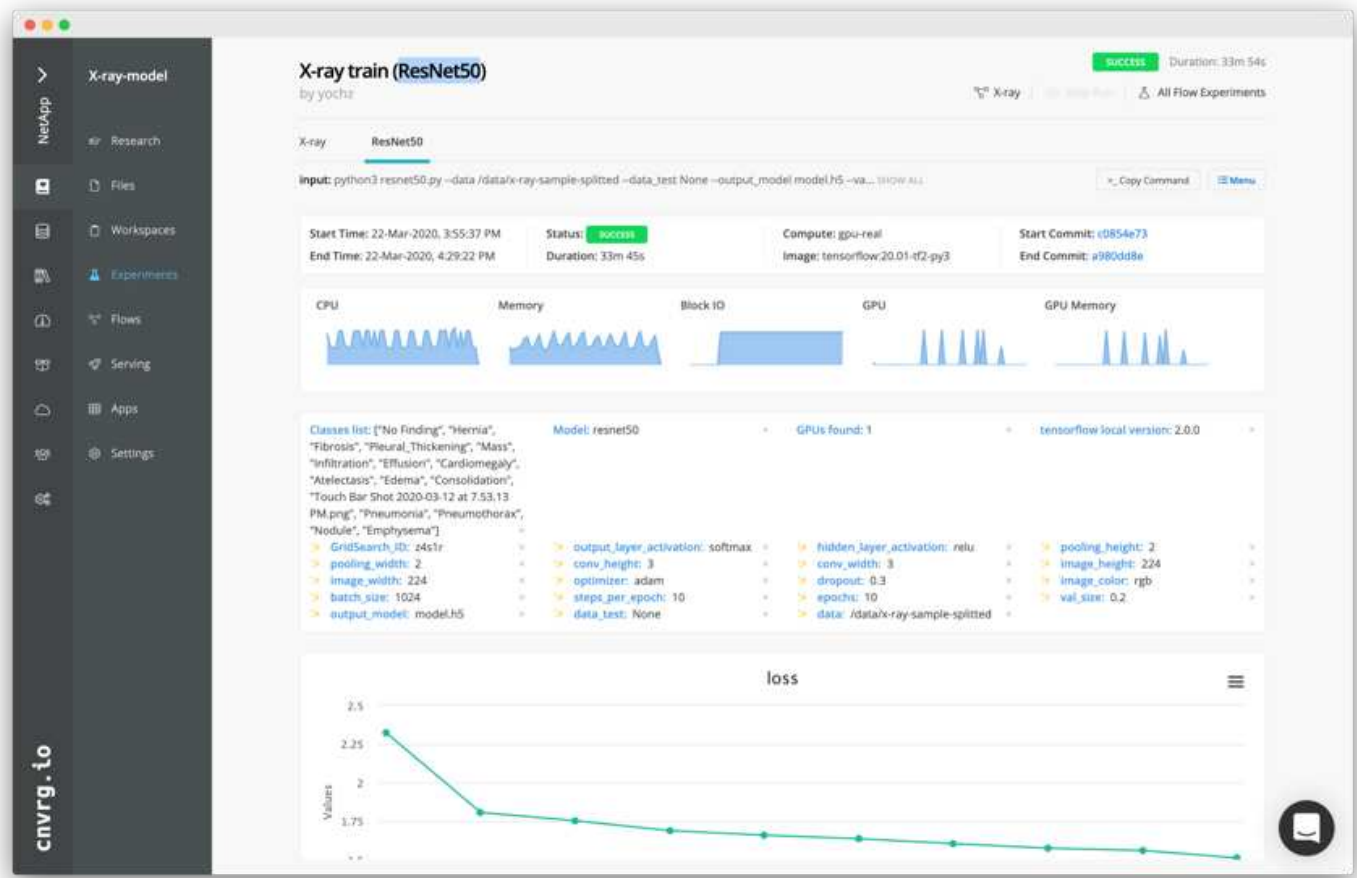 NetApp
cnvrg.io
X-ray-model
Research
Files
Workspaces
Experiments
Flows
Serving
Apps
Settings
X-ray train (ResNet50)
by yochz
SUCCESS Duration: 33m 54s
X-ray All Flow Experiments
X-ray ResNet50
input: python3 resnet50.py --data /data/x-ray-sample-splitted --data_test None --output_model model.h5 --va... SHOW ALL
>_ Copy Command Menu
Start Time: 22-Mar-2020, 3:55:37 PM Status: SUCCESS Compute: gpu-real Start Commit: c0854e73
End Time: 22-Mar-2020, 4:29:22 PM Duration: 33m 45s Image: tensorflow:20.01-tf2-py3 End Commit: a980dd8e
CPU Memory Block IO GPU GPU Memory
Classes list: ["No Finding", "Hernia", Model: resnet50 GPUs found: 1 tensorflow local version: 2.0.0
"Fibrosis", "Pleural_Thickening", "Mass",
"Infiltration", "Effusion", "Cardiomegaly",
"Atelectasis", "Edema", "Consolidation",
"Touch Bar Shot 2020-03-12 at 7.53.13
PM.png", "Pneumonia", "Pneumothorax",
"Nodule", "Emphysema"]
GridSearch_ID: z4s1r output_layer_activation: softmax hidden_layer_activation: relu pooling_height: 2
pooling_width: 2 conv_height: 3 conv_width: 3 image_height: 224
image_width: 224 optimizer: adam dropout: 0.3 image_color: rgb
batch_size: 1024 steps_per_epoch: 10 epochs: 10 val_size: 0.2
output_model: model.h5 data_test: None data: /data/x-ray-sample-splitted
loss
2.5
2.25
2
1.75
Values